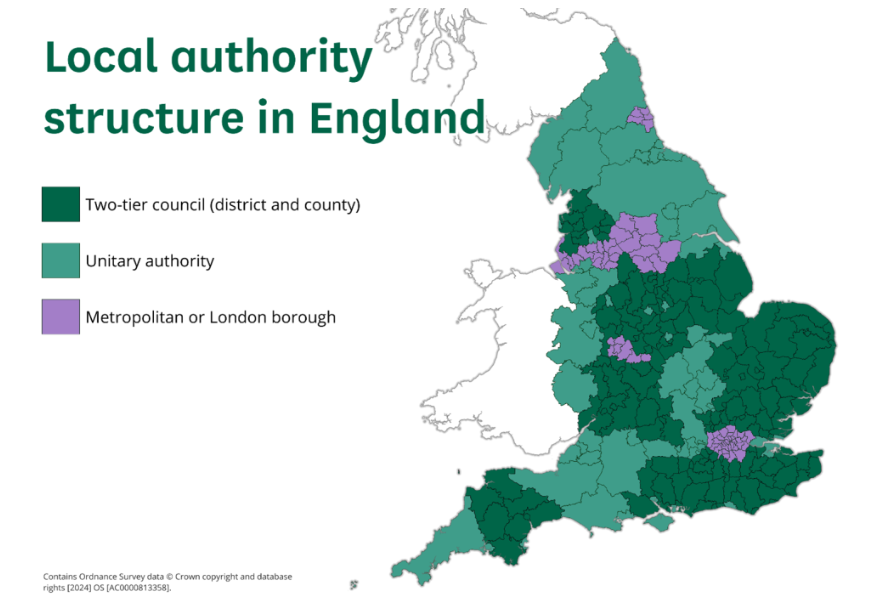 Local authority
structure in England
Two-tier council (district and county)
Unitary authority
Metropolitan or London borough
Contains Ordnance Survey data © Crown copyright and database
rights [2024] OS [AC0000813358].